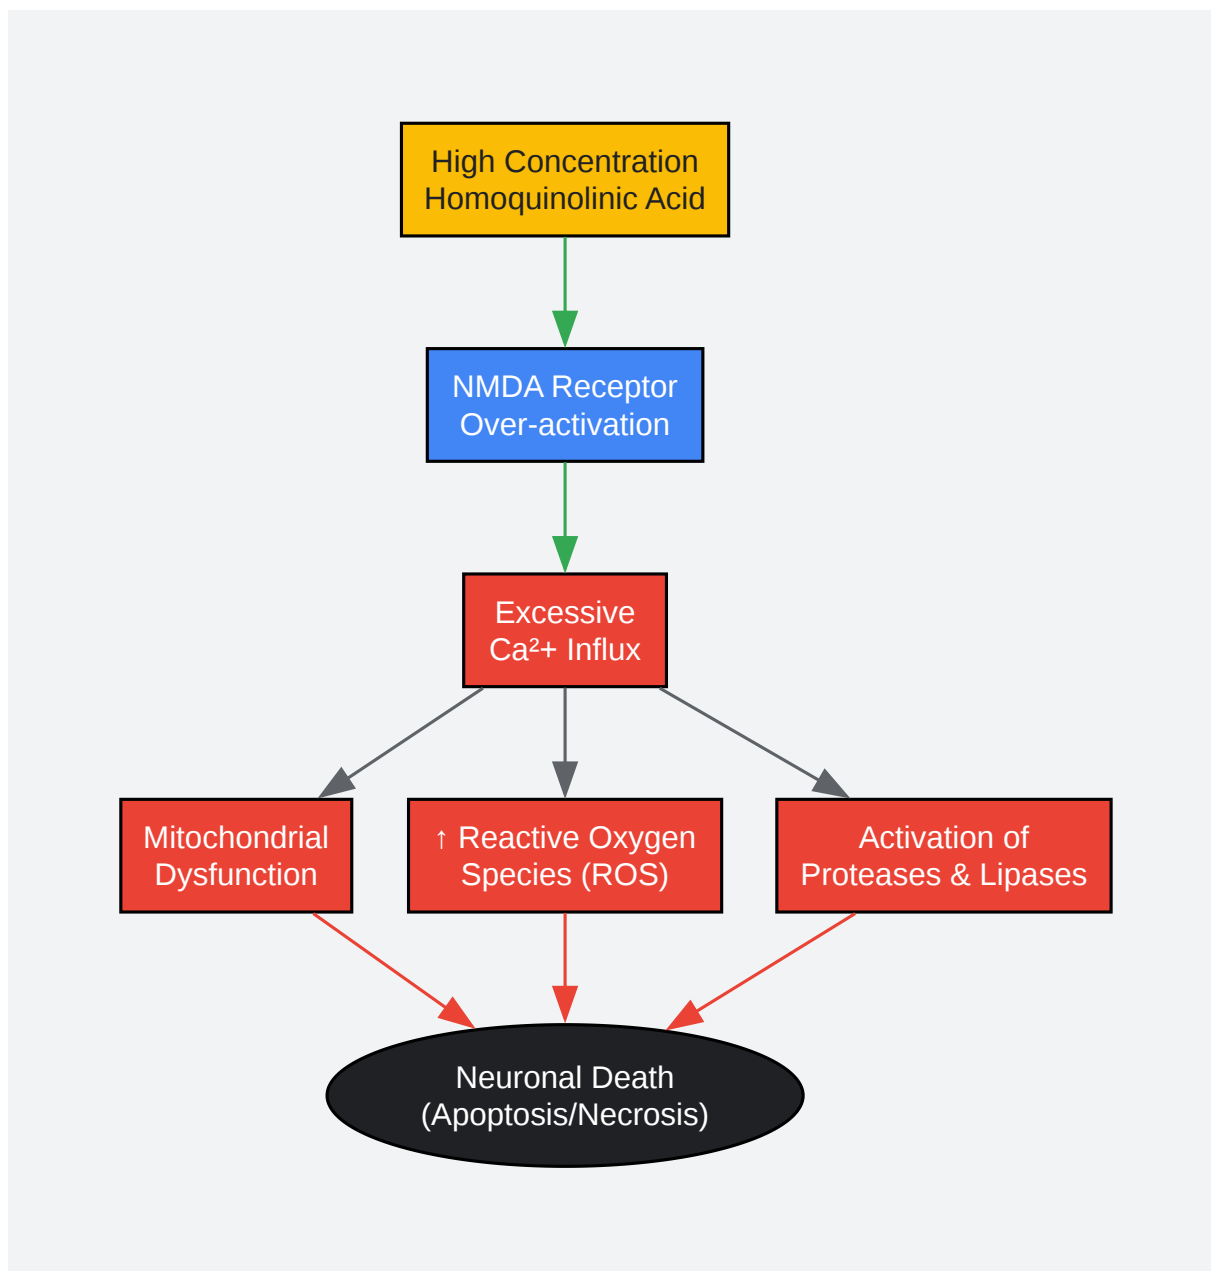 High Concentration
Homoquinolinic Acid
NMDA Receptor
Over-activation
Excessive
Ca²+ Influx
Mitochondrial
Dysfunction
↑ Reactive Oxygen
Species (ROS)
Activation of
Proteases & Lipases
Neuronal Death
(Apoptosis/Necrosis)